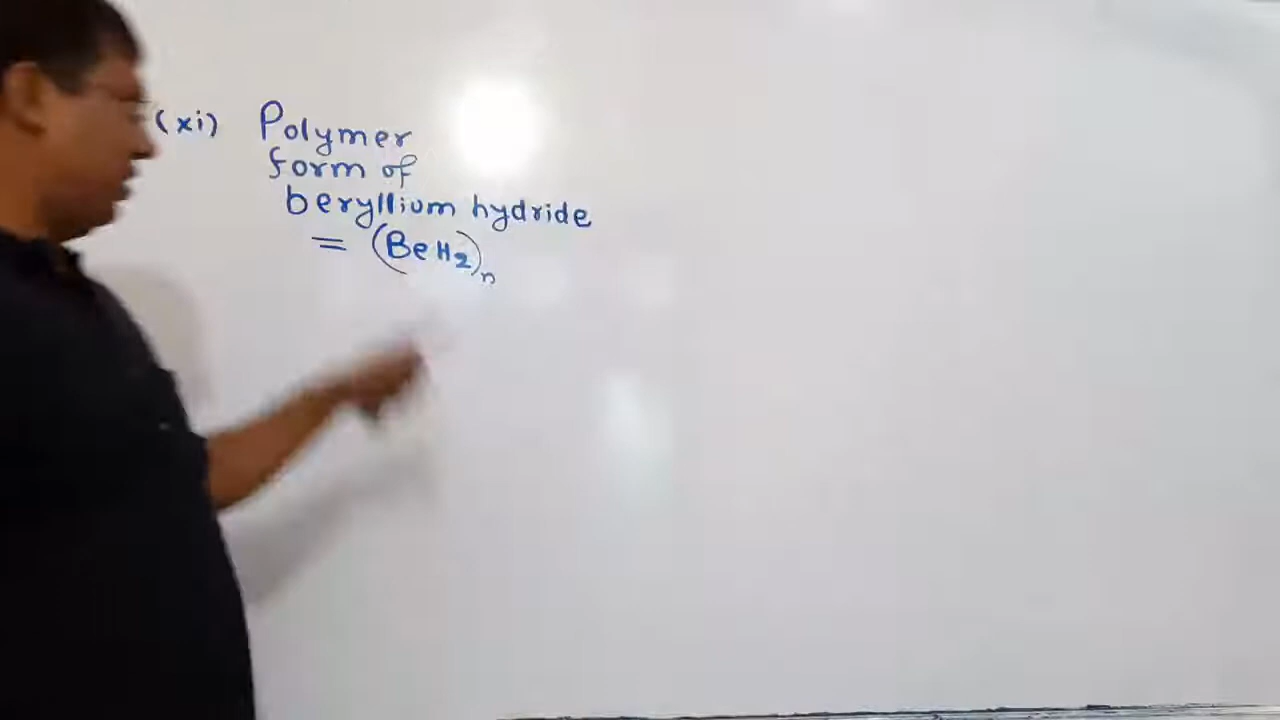 (xi) Polymer
form of
beryllium hydride
= (BeH₂)ₙ